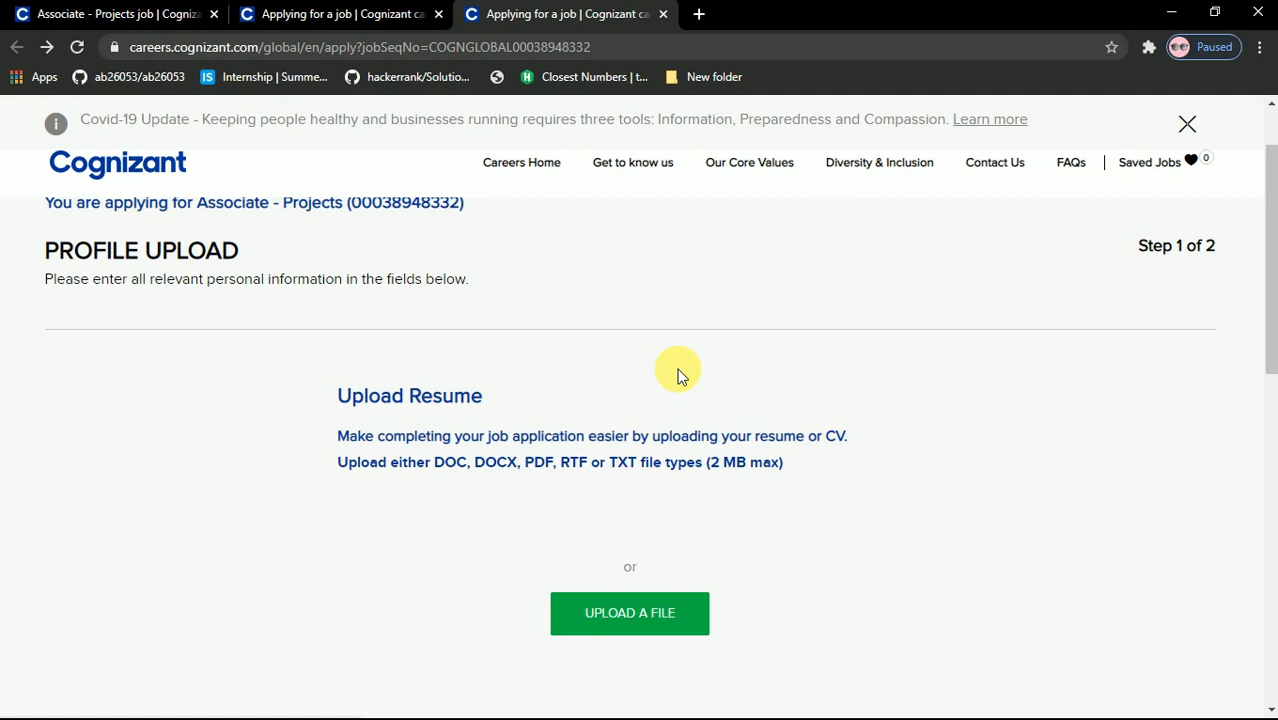 Associate - Projects job | Cogniza
Applying for a job | Cognizant ca
Applying for a job | Cognizant ca
careers.cognizant.com/global/en/apply?jobSeqNo=COGNGLOBAL00038948332
Paused
Apps
ab26053/ab26053
IS
Internship | Summe...
hackerrank/Solutio...
H
Closest Numbers | t...
New folder
i
Covid-19 Update - Keeping people healthy and businesses running requires three tools: Information, Preparedness and Compassion. Learn more
Cognizant
Careers Home
Get to know us
Our Core Values
Diversity & Inclusion
Contact Us
FAQs
Saved Jobs 0
You are applying for Associate - Projects (00038948332)
PROFILE UPLOAD
Step 1 of 2
Please enter all relevant personal information in the fields below.
Upload Resume
Make completing your job application easier by uploading your resume or CV.
Upload either DOC, DOCX, PDF, RTF or TXT file types (2 MB max)
or
UPLOAD A FILE